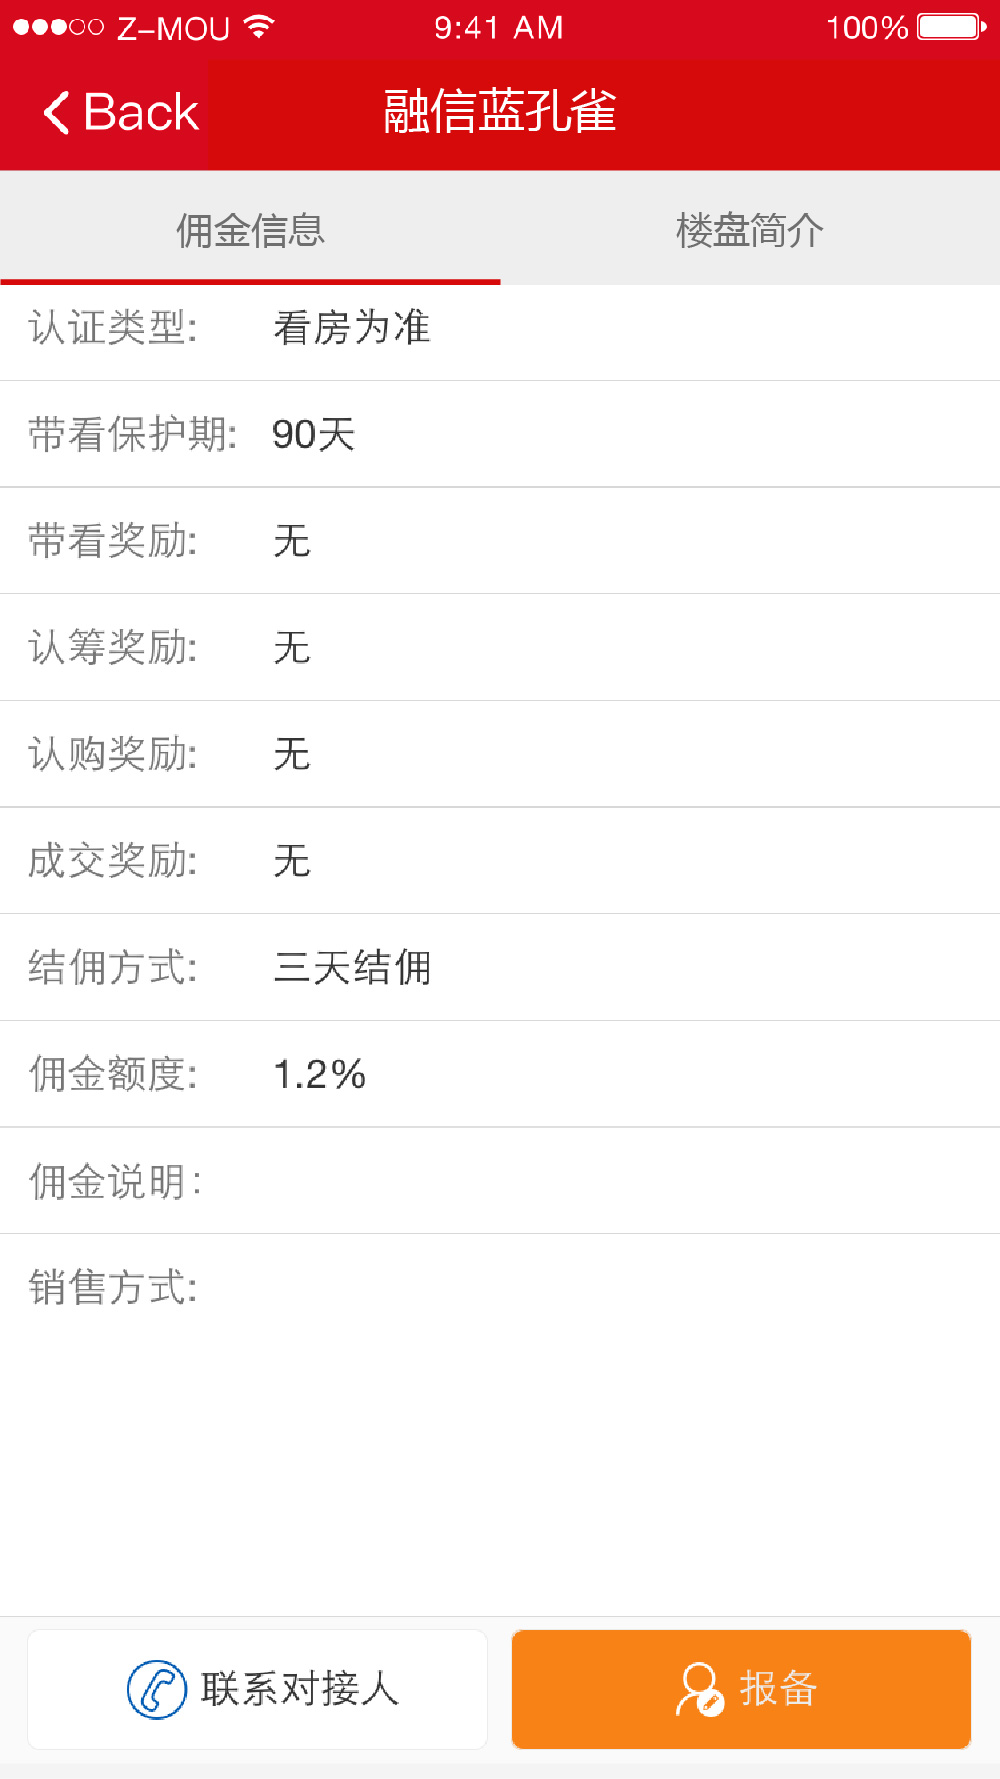 Z-MOU 9:41 AM 100%
Back 融信蓝孔雀
佣金信息 楼盘简介
认证类型: 看房为准
带看保护期: 90天
带看奖励: 无
认筹奖励: 无
认购奖励: 无
成交奖励: 无
结佣方式: 三天结佣
佣金额度: 1.2%
佣金说明:
销售方式:
联系对接人 报备